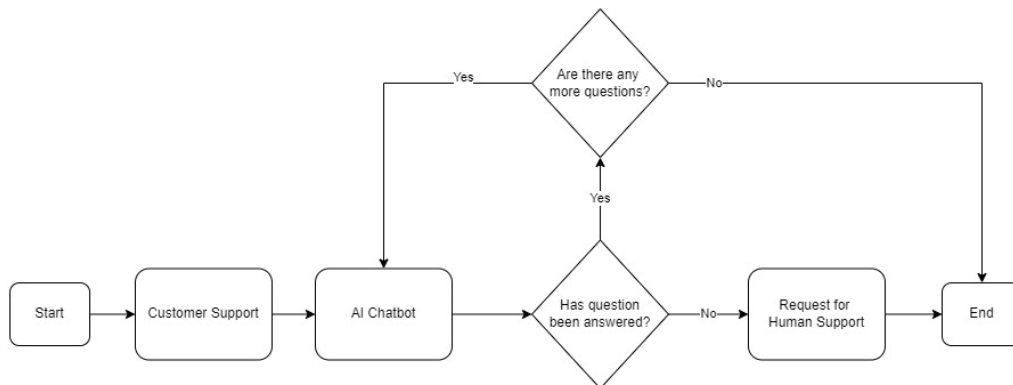 Are there any
more questions?
Yes
No
Yes
Start
Customer Support
AI Chatbot
Has question
been answered?
No
Request for
Human Support
End